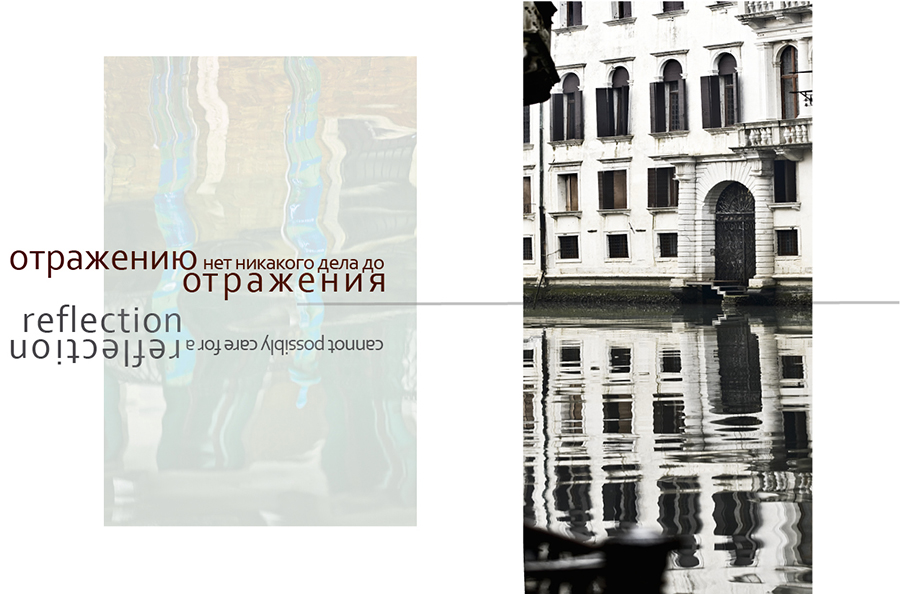 отражению нет никакого дела до
отражения
reflection
reflection cannot possibly care for a